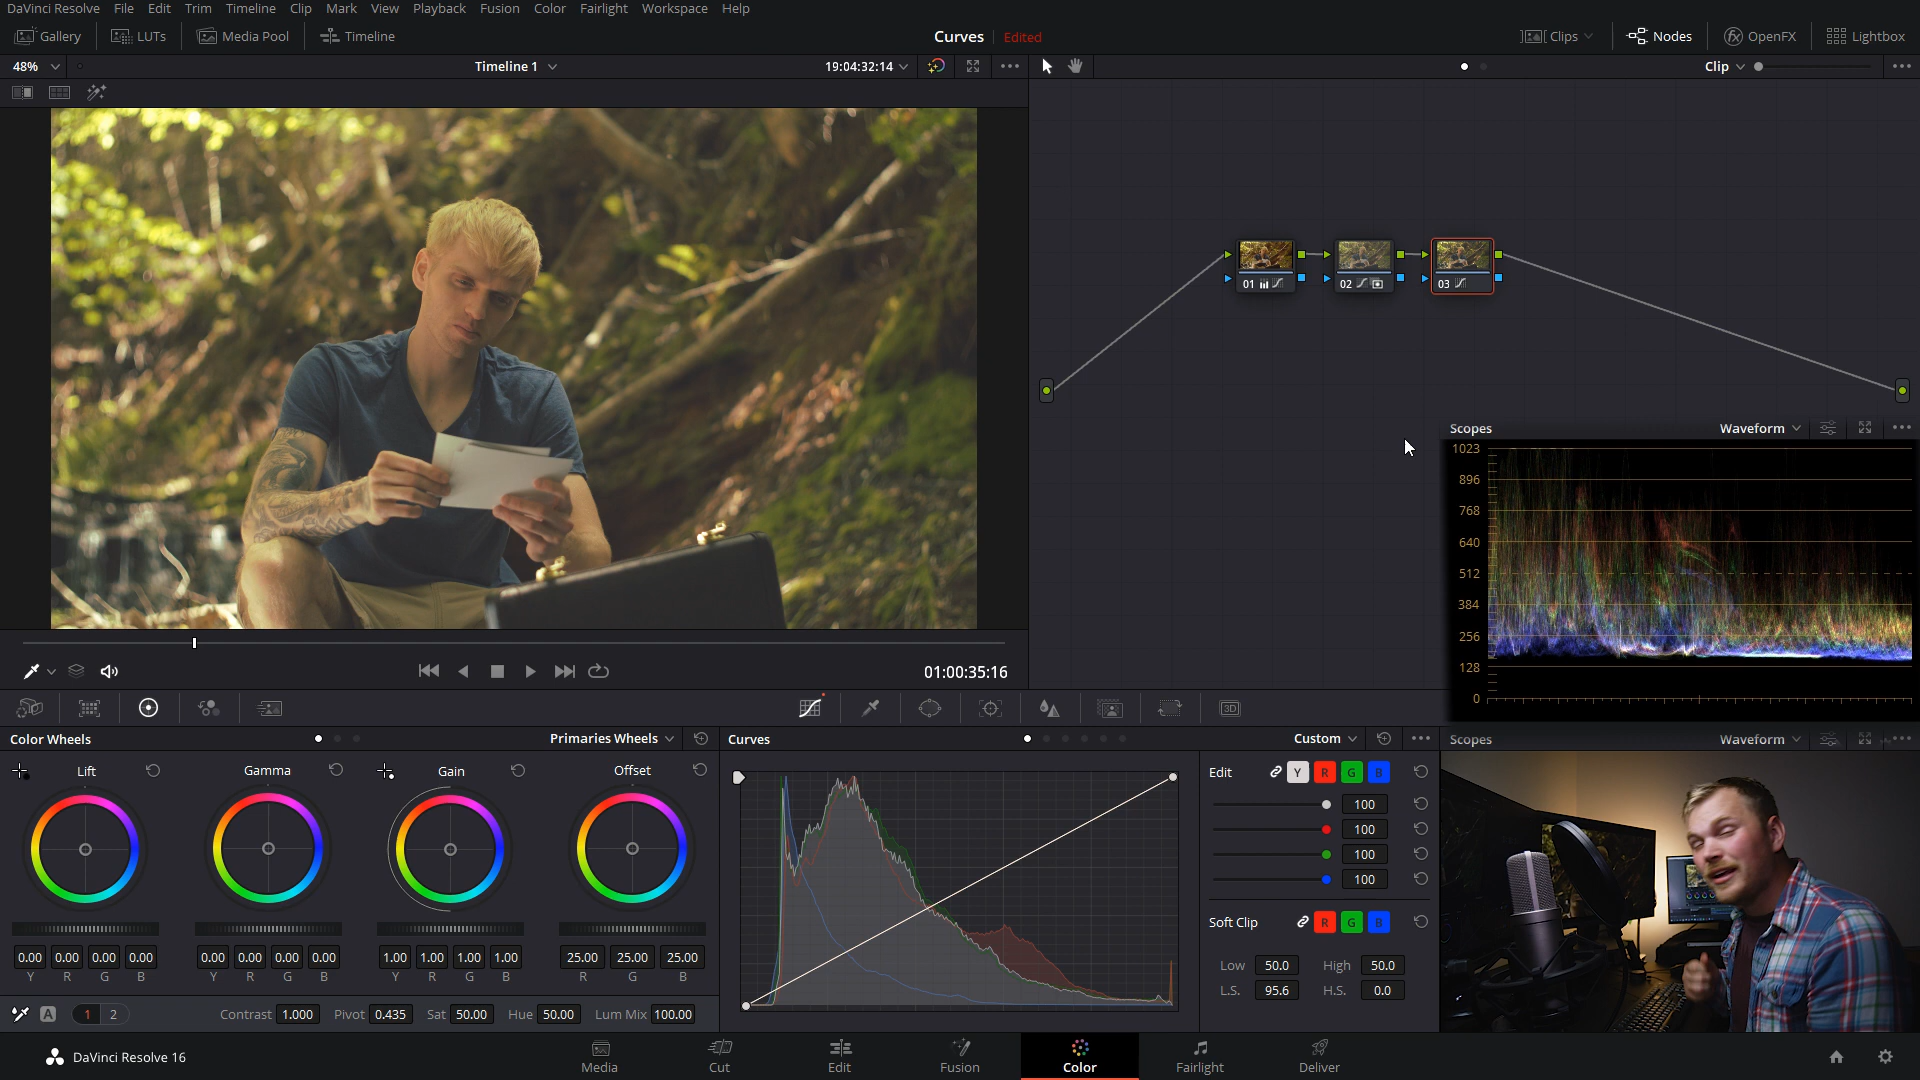 DaVinci Resolve File Edit Trim Timeline Clip Mark View Playback Fusion Color Fairlight Workspace Help
Gallery LUTs Media Pool Timeline Curves Edited Clips Nodes fx OpenFX Lightbox
48% Timeline 1 19:04:32:14 Clip
01 02 03
Scopes Waveform
1023
896
768
640
512
384
256
128
0
01:00:35:16
3D
Color Wheels Primaries Wheels Curves Custom Scopes Waveform
Lift Gamma Gain Offset
0.00 0.00 0.00 0.00 0.00 0.00 0.00 0.00 1.00 1.00 1.00 1.00 25.00 25.00 25.00
Y R G B Y R G B Y R G B R G B
A 1 2 Contrast 1.000 Pivot 0.435 Sat 50.00 Hue 50.00 Lum Mix 100.00
Edit Y R G B
100
100
100
100
Soft Clip R G B
Low 50.0 High 50.0
L.S. 95.6 H.S. 0.0
DaVinci Resolve 16 Media Cut Edit Fusion Color Fairlight Deliver